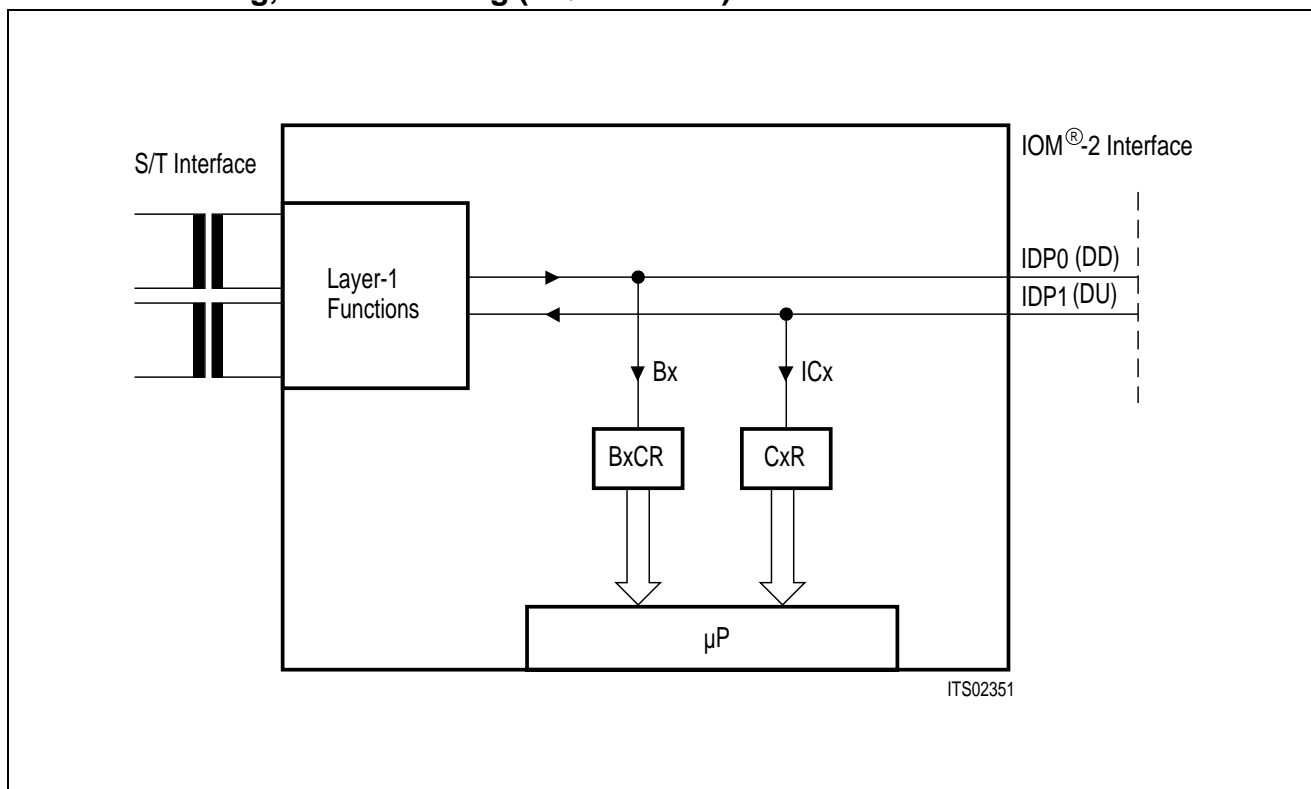 S/T Interface
IOM®-2 Interface
Layer-1
Functions
IDP0 (DD)
IDP1 (DU)
Bx
ICx
BxCR
CxR
µP
ITS02351